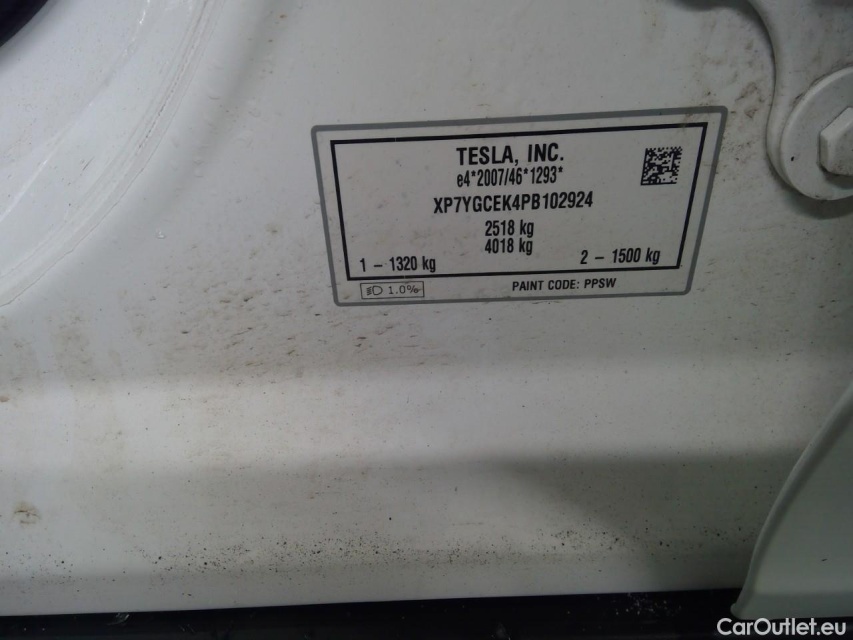 TESLA, INC.
e4*2007/46*1293*
XP7YGCEK4PB102924
2518 kg
4018 kg
1 – 1320 kg
2 – 1500 kg
1.0%
PAINT CODE: PPSW
CarOutlet.eu